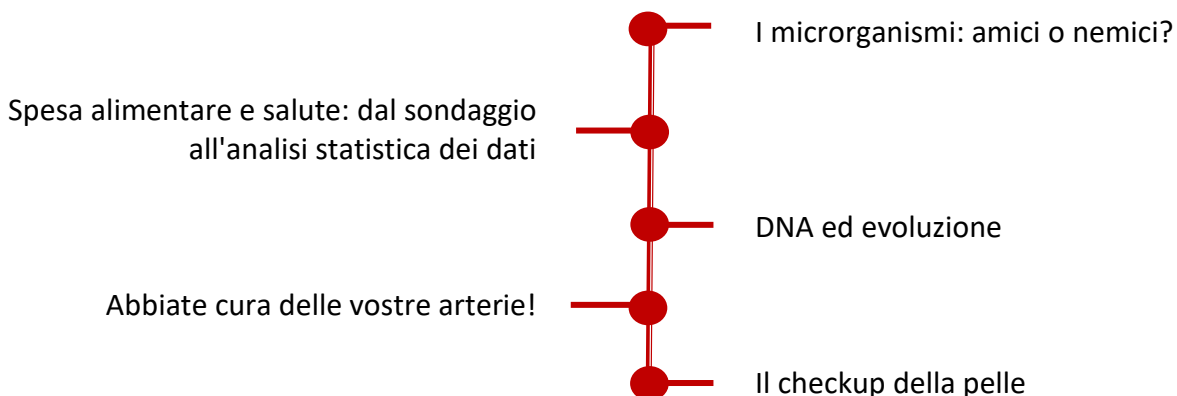 I microrganismi: amici o nemici?
Spesa alimentare e salute: dal sondaggio
all'analisi statistica dei dati
DNA ed evoluzione
Abbiate cura delle vostre arterie!
Il checkup della pelle